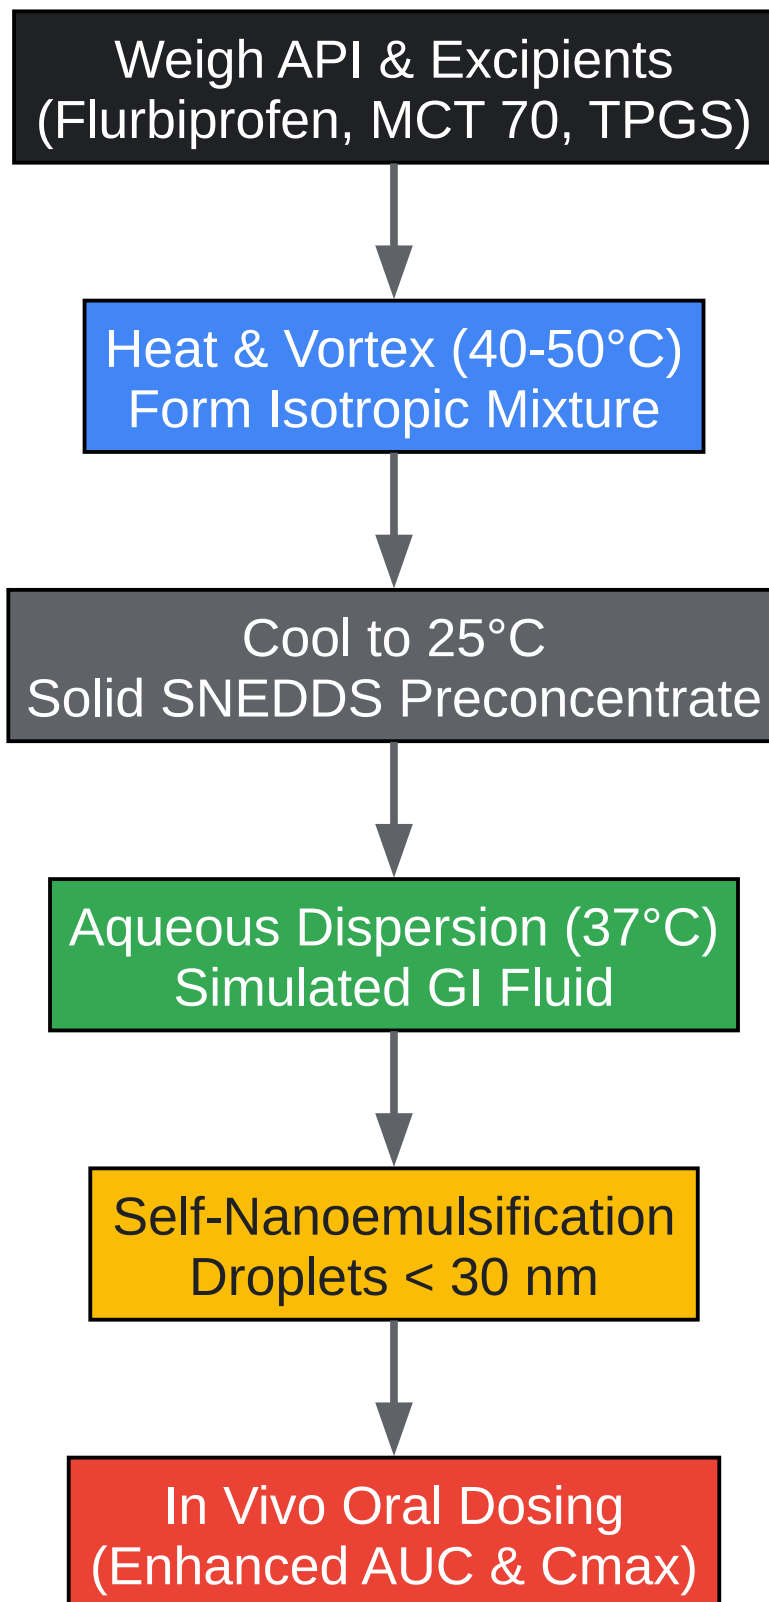 Weigh API & Excipients
(Flurbiprofen, MCT 70, TPGS)
Heat & Vortex (40-50°C)
Form Isotropic Mixture
Cool to 25°C
Solid SNEDDS Preconcentrate
Aqueous Dispersion (37°C)
Simulated GI Fluid
Self-Nanoemulsification
Droplets < 30 nm
In Vivo Oral Dosing
(Enhanced AUC & Cmax)